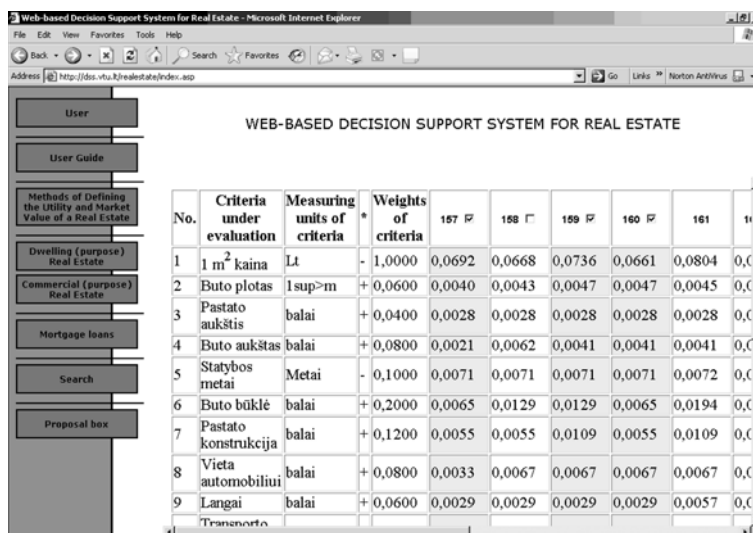 Web-based Decision Support System for Real Estate - Microsoft Internet Explorer
File Edit View Favorites Tools Help
Back Search Favorites
Address http://dss.vtu.lt/realestate/index.asp Go Links » Norton AntiVirus
User
User Guide
Methods of Defining
the Utility and Market
Value of a Real Estate
Dwelling (purpose)
Real Estate
Commercial (purpose)
Real Estate
Mortgage loans
Search
Proposal box
WEB-BASED DECISION SUPPORT SYSTEM FOR REAL ESTATE
No. Criteria under evaluation Measuring units of criteria * Weights of criteria 157 158 159 160 161
1 1 m2 kaina Lt - 1,0000 0,0692 0,0668 0,0736 0,0661 0,0804
2 Buto plotas 1sup>m + 0,0600 0,0040 0,0043 0,0047 0,0047 0,0045
3 Pastato aukštis balai + 0,0400 0,0028 0,0028 0,0028 0,0028 0,0028
4 Buto aukštas balai + 0,0800 0,0021 0,0062 0,0041 0,0041 0,0041
5 Statybos metai Metai - 0,1000 0,0071 0,0071 0,0071 0,0071 0,0072
6 Buto būklė balai + 0,2000 0,0065 0,0129 0,0129 0,0065 0,0194
7 Pastato konstrukcija balai + 0,1200 0,0055 0,0055 0,0109 0,0055 0,0109
8 Vieta automobiliui balai + 0,0800 0,0033 0,0067 0,0067 0,0067 0,0067
9 Langai balai + 0,0600 0,0029 0,0029 0,0029 0,0029 0,0057
Transporto